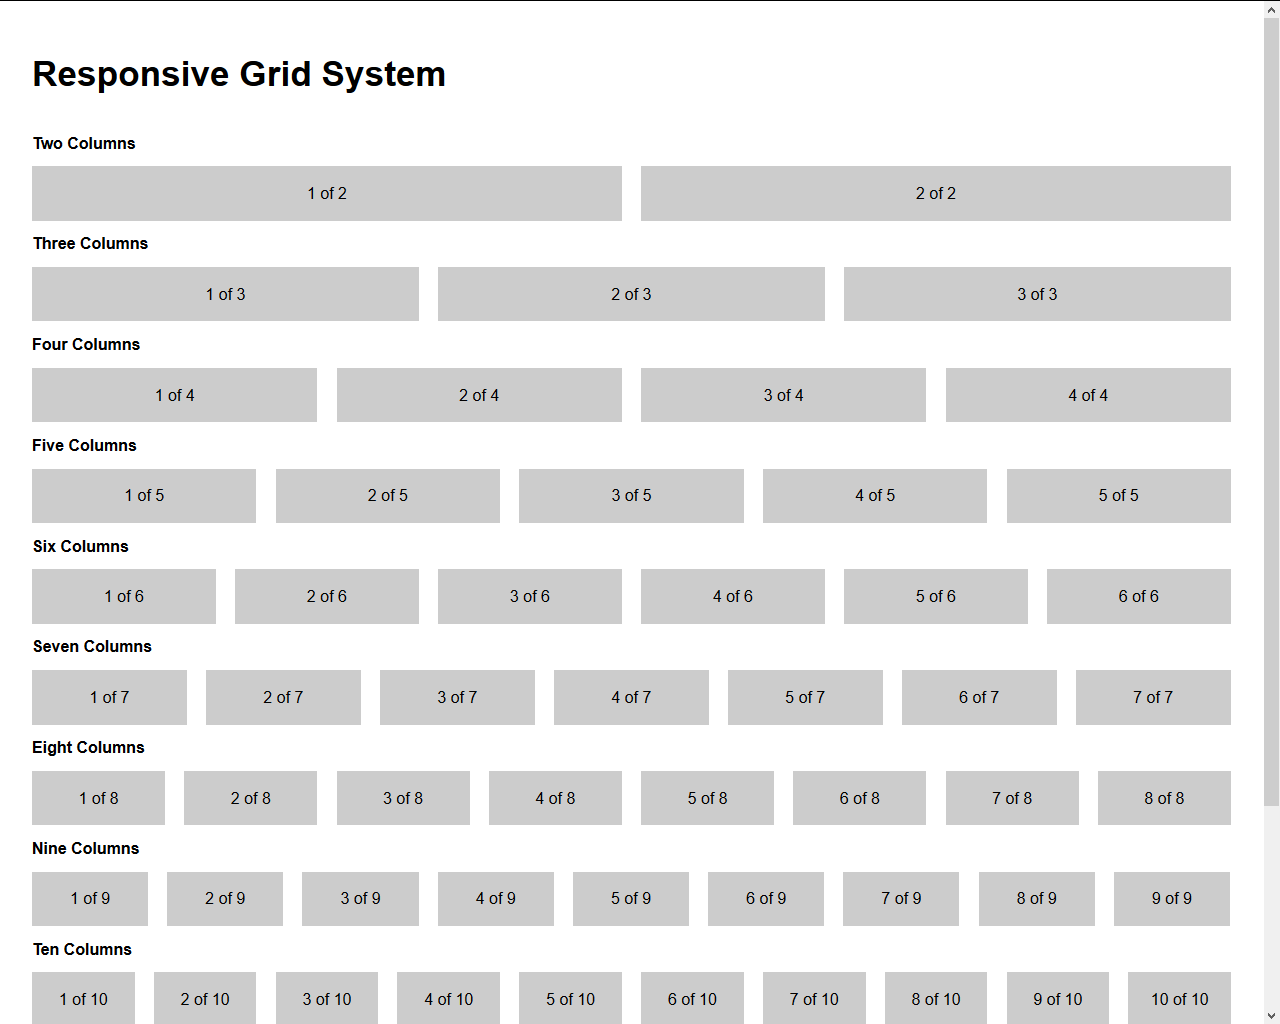 Responsive Grid System
Two Columns
1 of 2 2 of 2
Three Columns
1 of 3 2 of 3 3 of 3
Four Columns
1 of 4 2 of 4 3 of 4 4 of 4
Five Columns
1 of 5 2 of 5 3 of 5 4 of 5 5 of 5
Six Columns
1 of 6 2 of 6 3 of 6 4 of 6 5 of 6 6 of 6
Seven Columns
1 of 7 2 of 7 3 of 7 4 of 7 5 of 7 6 of 7 7 of 7
Eight Columns
1 of 8 2 of 8 3 of 8 4 of 8 5 of 8 6 of 8 7 of 8 8 of 8
Nine Columns
1 of 9 2 of 9 3 of 9 4 of 9 5 of 9 6 of 9 7 of 9 8 of 9 9 of 9
Ten Columns
1 of 10 2 of 10 3 of 10 4 of 10 5 of 10 6 of 10 7 of 10 8 of 10 9 of 10 10 of 10